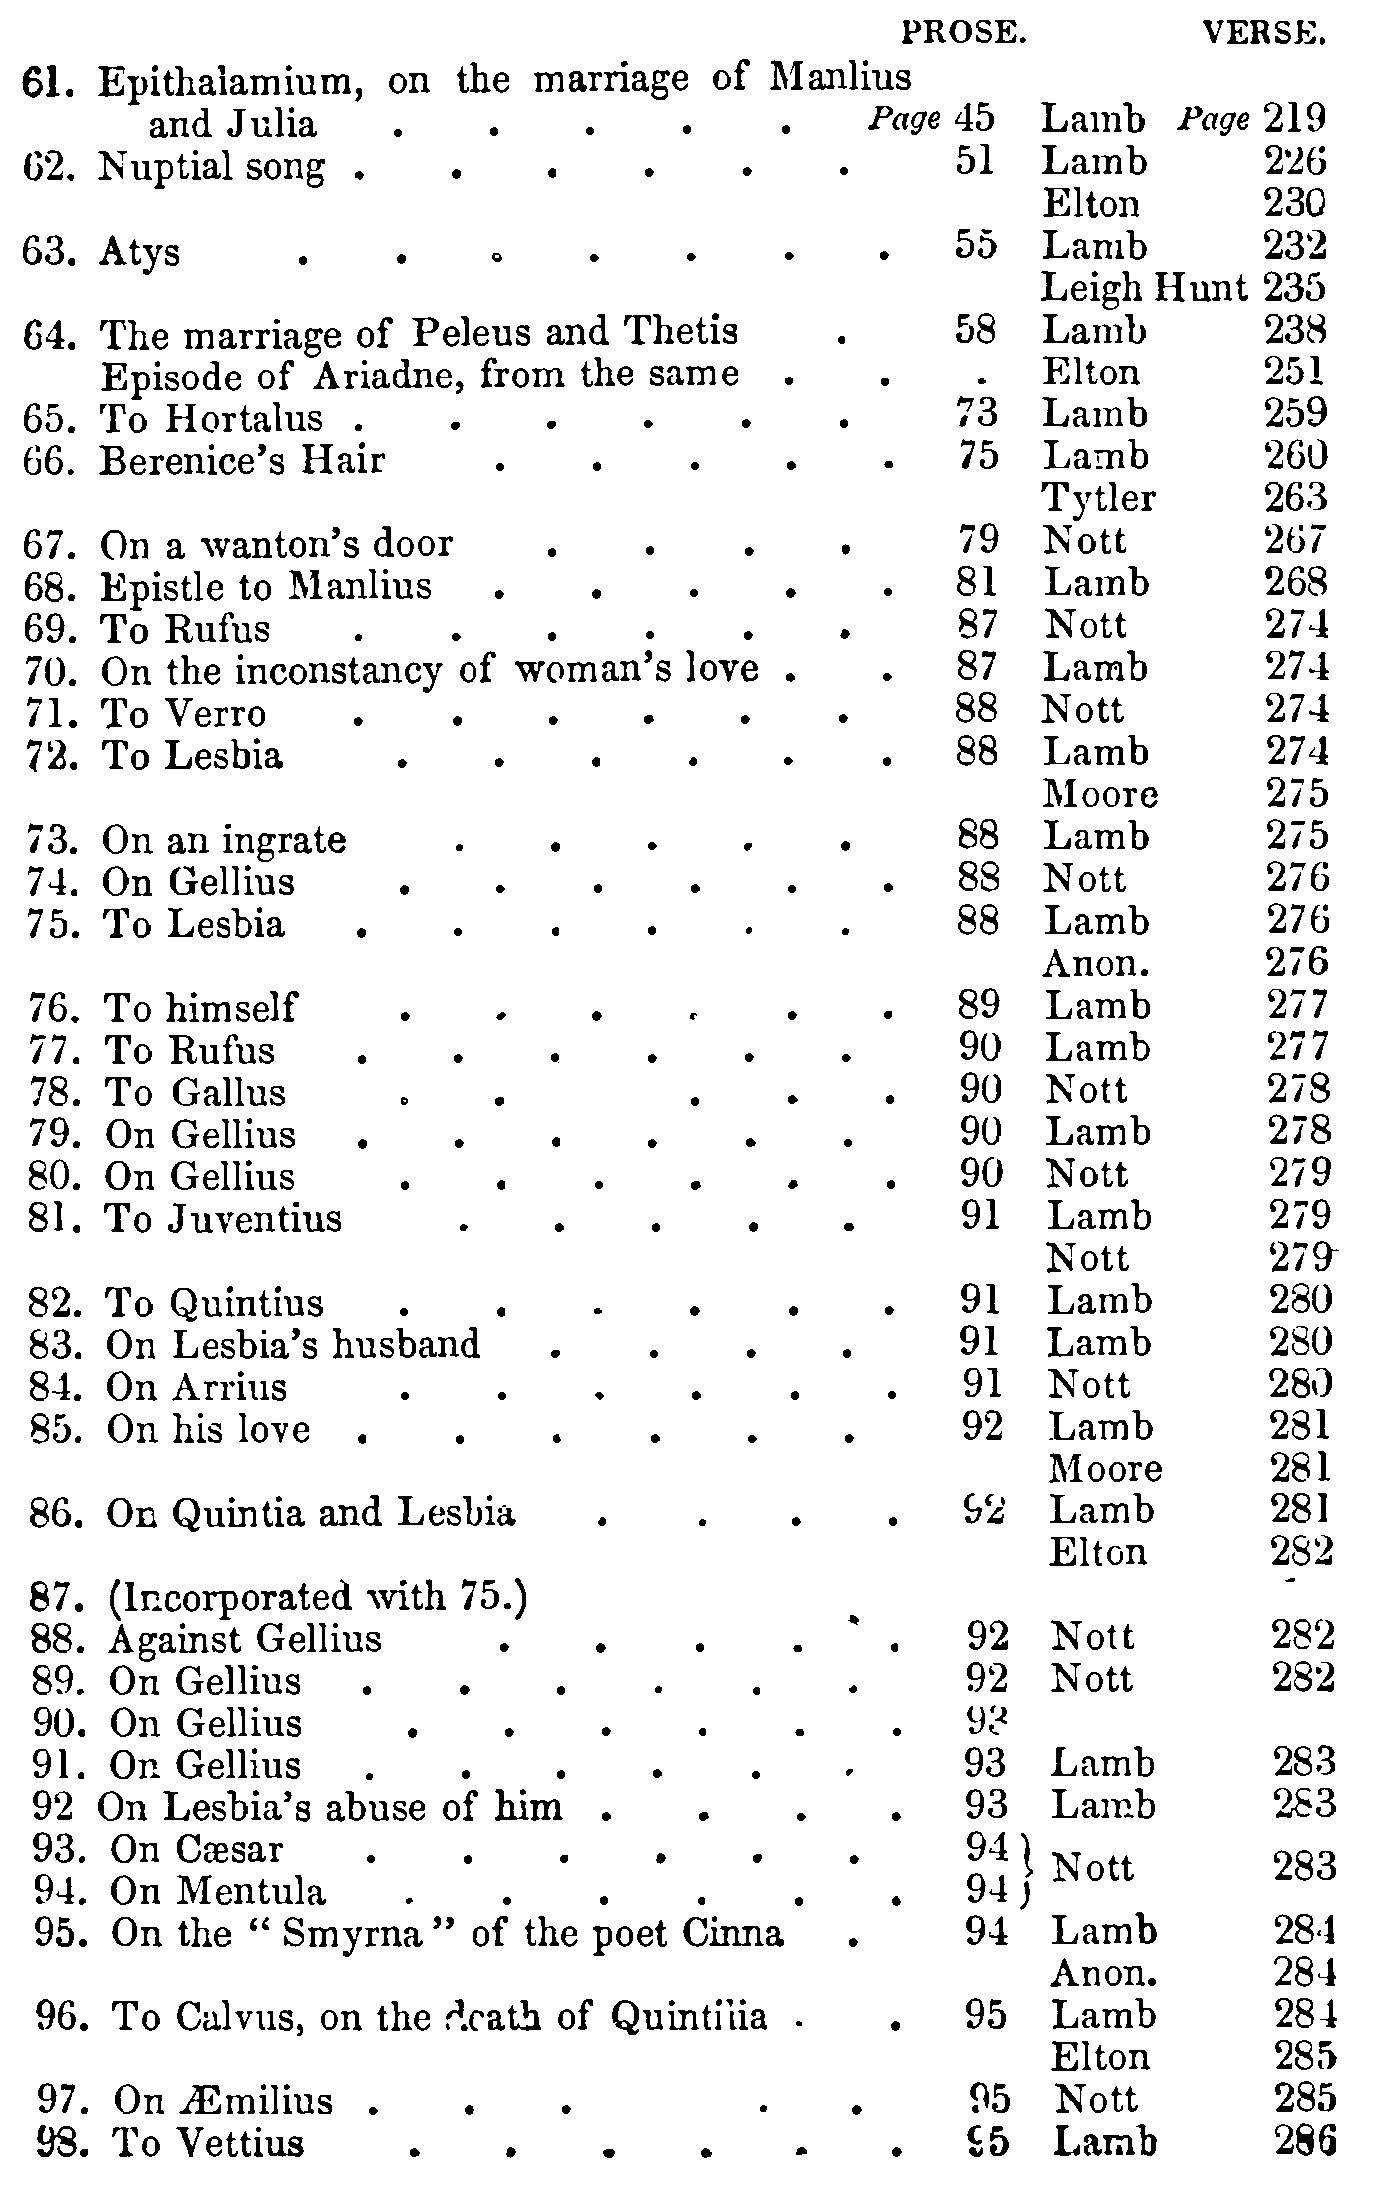 PROSE. VERSE.
61. Epithalamium, on the marriage of Manlius
and Julia . . . . . Page 45 Lamb Page 219
62. Nuptial song . . . . . . 51 Lamb 226
Elton 230
63. Atys . . . . . . . 55 Lamb 232
Leigh Hunt 235
64. The marriage of Peleus and Thetis . 58 Lamb 238
Episode of Ariadne, from the same . . . Elton 251
65. To Hortalus . . . . . . 73 Lamb 259
66. Berenice's Hair . . . . . 75 Lamb 260
Tytler 263
67. On a wanton's door . . . . 79 Nott 267
68. Epistle to Manlius . . . . . 81 Lamb 268
69. To Rufus . . . . . . 87 Nott 274
70. On the inconstancy of woman's love . . 87 Lamb 274
71. To Verro . . . . . . 88 Nott 274
72. To Lesbia . . . . . . 88 Lamb 274
Moore 275
73. On an ingrate . . . . . 88 Lamb 275
74. On Gellius . . . . . . 88 Nott 276
75. To Lesbia . . . . . . 88 Lamb 276
Anon. 276
76. To himself . . . . . . 89 Lamb 277
77. To Rufus . . . . . . 90 Lamb 277
78. To Gallus . . . . . 90 Nott 278
79. On Gellius . . . . . . 90 Lamb 278
80. On Gellius . . . . . . 90 Nott 279
81. To Juventius . . . . . 91 Lamb 279
Nott 279
82. To Quintius . . . . . . 91 Lamb 280
83. On Lesbia's husband . . . . 91 Lamb 280
84. On Arrius . . . . . . 91 Nott 280
85. On his love . . . . . . 92 Lamb 281
Moore 281
86. On Quintia and Lesbia . . . . 92 Lamb 281
Elton 282
87. (Incorporated with 75.)
88. Against Gellius . . . . . 92 Nott 282
89. On Gellius . . . . . . 92 Nott 282
90. On Gellius . . . . . . 93
91. On Gellius . . . . . . 93 Lamb 283
92 On Lesbia's abuse of him . . . . 93 Lamb 283
93. On Cæsar . . . . . . 94 } Nott 283
94. On Mentula . . . . . . 94 }
95. On the “ Smyrna ” of the poet Cinna . 94 Lamb 284
Anon. 284
96. To Calvus, on the death of Quintilia . . 95 Lamb 284
Elton 285
97. On Æmilius . . . . . 95 Nott 285
98. To Vettius . . . . . . 95 Lamb 286